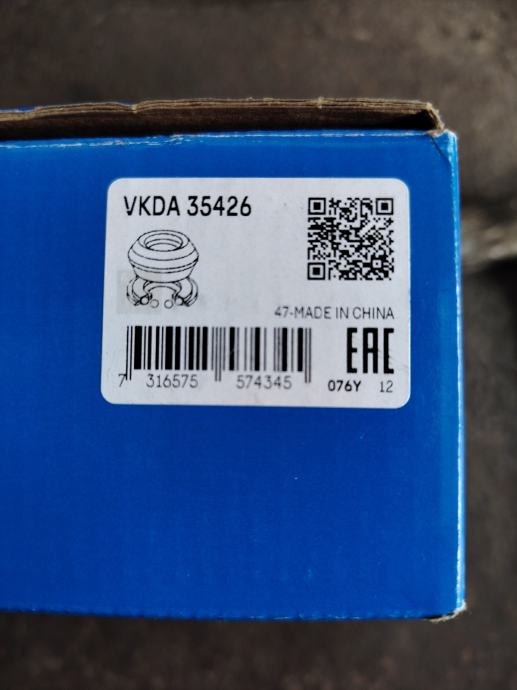 VKDA 35426
47-MADE IN CHINA
EAC
7 316575 574345
076Y 12